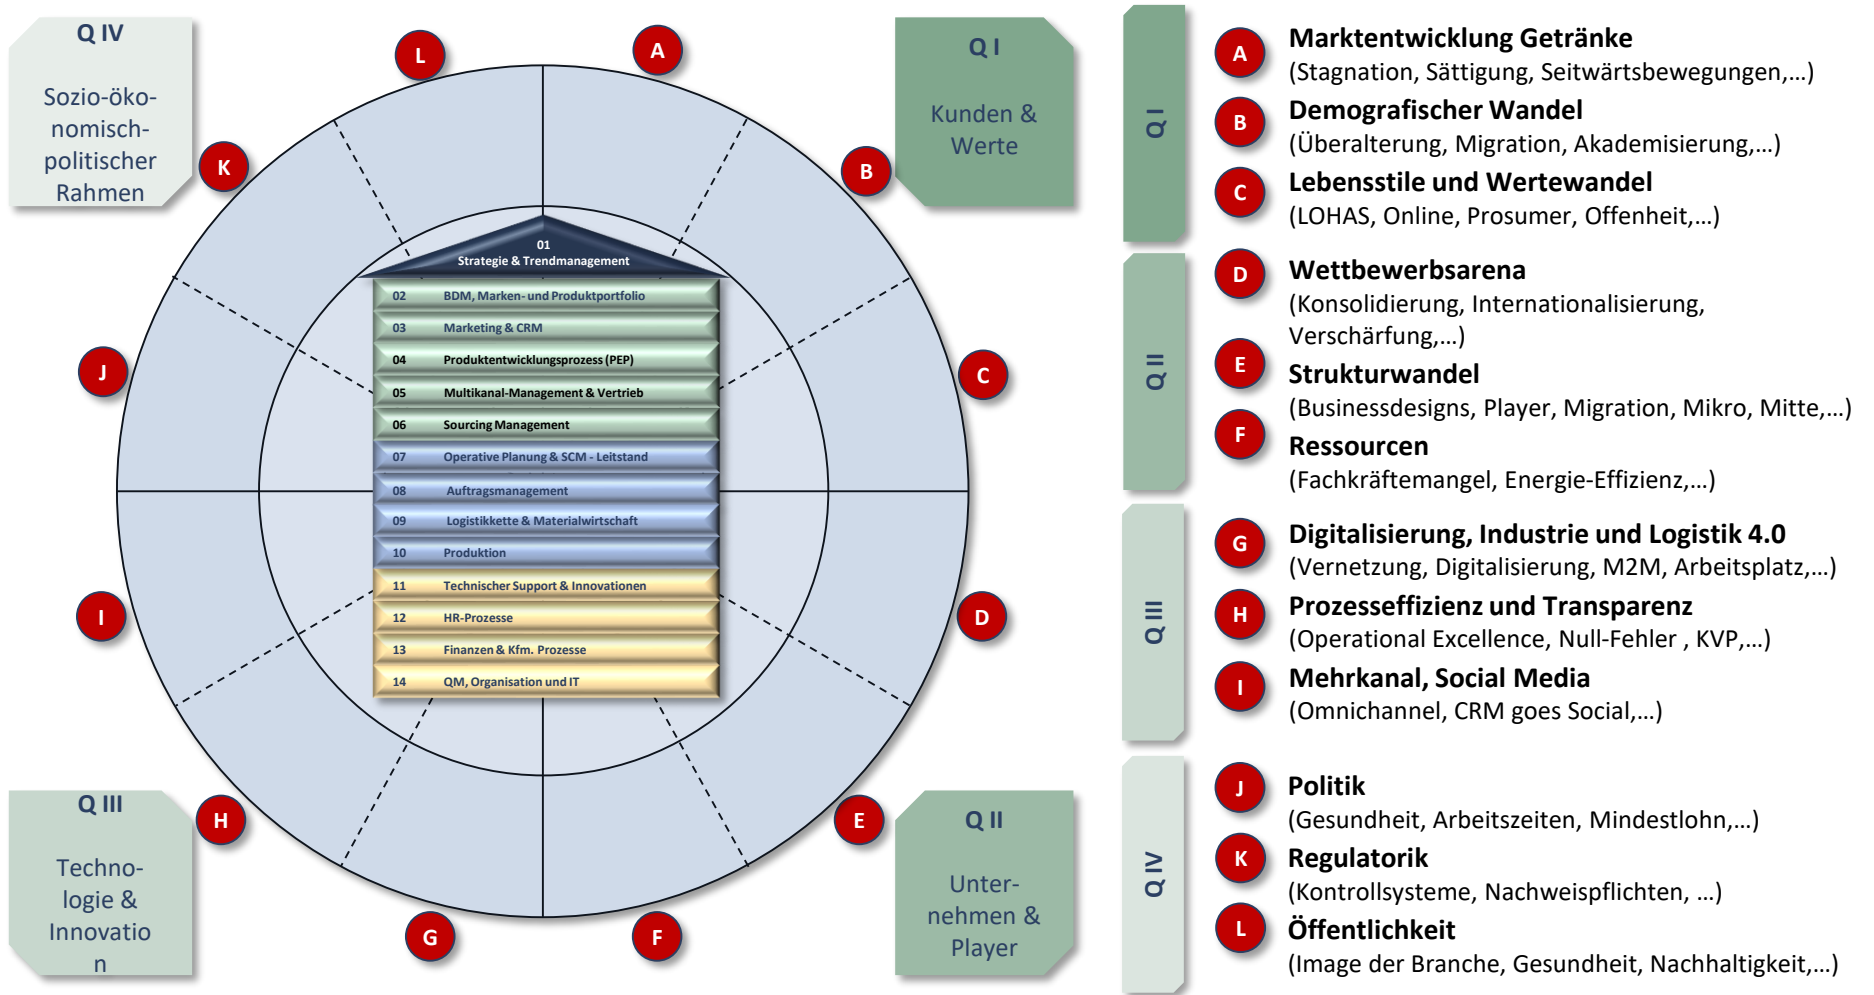 Q IV
Sozio-öko-
nomisch-
politischer
Rahmen
L
A
K
B
J
C
I
D
H
E
G
F
Q I
Kunden &
Werte
01
Strategie & Trendmanagement
02 BDM, Marken- und Produktportfolio
03 Marketing & CRM
04 Produktentwicklungsprozess (PEP)
05 Multikanal-Management & Vertrieb
06 Sourcing Management
07 Operative Planung & SCM - Leitstand
08 Auftragsmanagement
09 Logistikkette & Materialwirtschaft
10 Produktion
11 Technischer Support & Innovationen
12 HR-Prozesse
13 Finanzen & Kfm. Prozesse
14 QM, Organisation und IT
Q III
Techno-
logie &
Innovatio
n
Q II
Unter-
nehmen &
Player
Q I
A Marktentwicklung Getränke
(Stagnation, Sättigung, Seitwärtsbewegungen,...)
B Demografischer Wandel
(Überalterung, Migration, Akademisierung,...)
C Lebensstile und Wertewandel
(LOHAS, Online, Prosumer, Offenheit,...)
Q II
D Wettbewerbsarena
(Konsolidierung, Internationalisierung,
Verschärfung,...)
E Strukturwandel
(Businessdesigns, Player, Migration, Mikro, Mitte,...)
F Ressourcen
(Fachkräftemangel, Energie-Effizienz,...)
Q III
G Digitalisierung, Industrie und Logistik 4.0
(Vernetzung, Digitalisierung, M2M, Arbeitsplatz,...)
H Prozesseffizienz und Transparenz
(Operational Excellence, Null-Fehler , KVP,...)
I Mehrkanal, Social Media
(Omnichannel, CRM goes Social,...)
Q IV
J Politik
(Gesundheit, Arbeitszeiten, Mindestlohn,...)
K Regulatorik
(Kontrollsysteme, Nachweispflichten, ...)
L Öffentlichkeit
(Image der Branche, Gesundheit, Nachhaltigkeit,...)